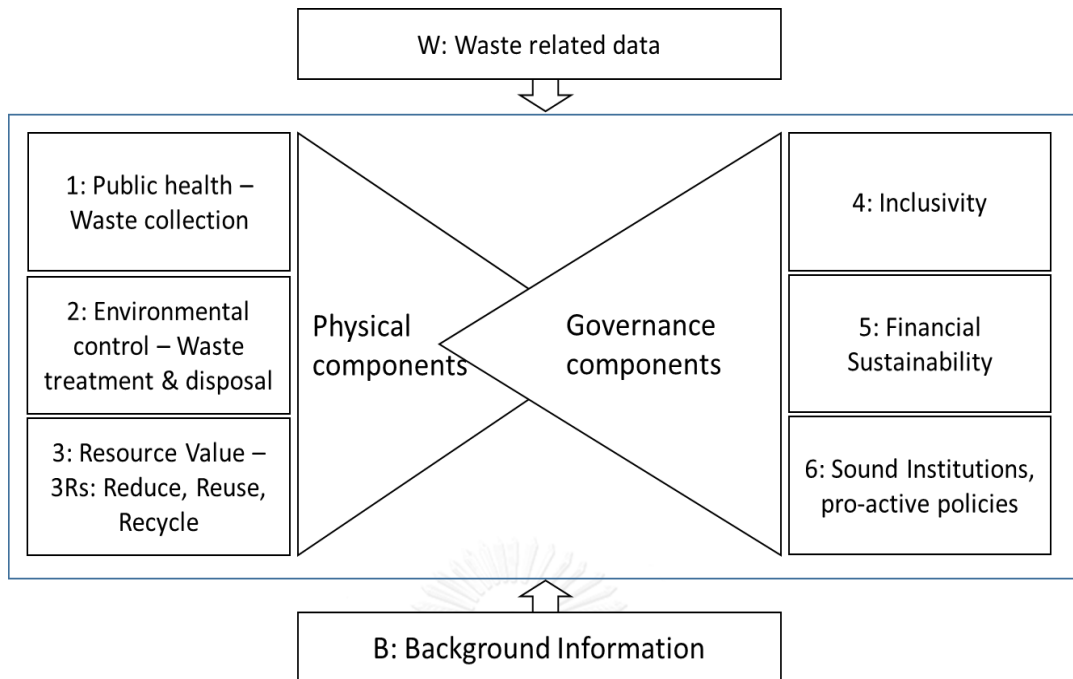 W: Waste related data
1: Public health –
Waste collection
2: Environmental
control – Waste
treatment & disposal
3: Resource Value –
3Rs: Reduce, Reuse,
Recycle
Physical
components
Governance
components
4: Inclusivity
5: Financial
Sustainability
6: Sound Institutions,
pro-active policies
B: Background Information